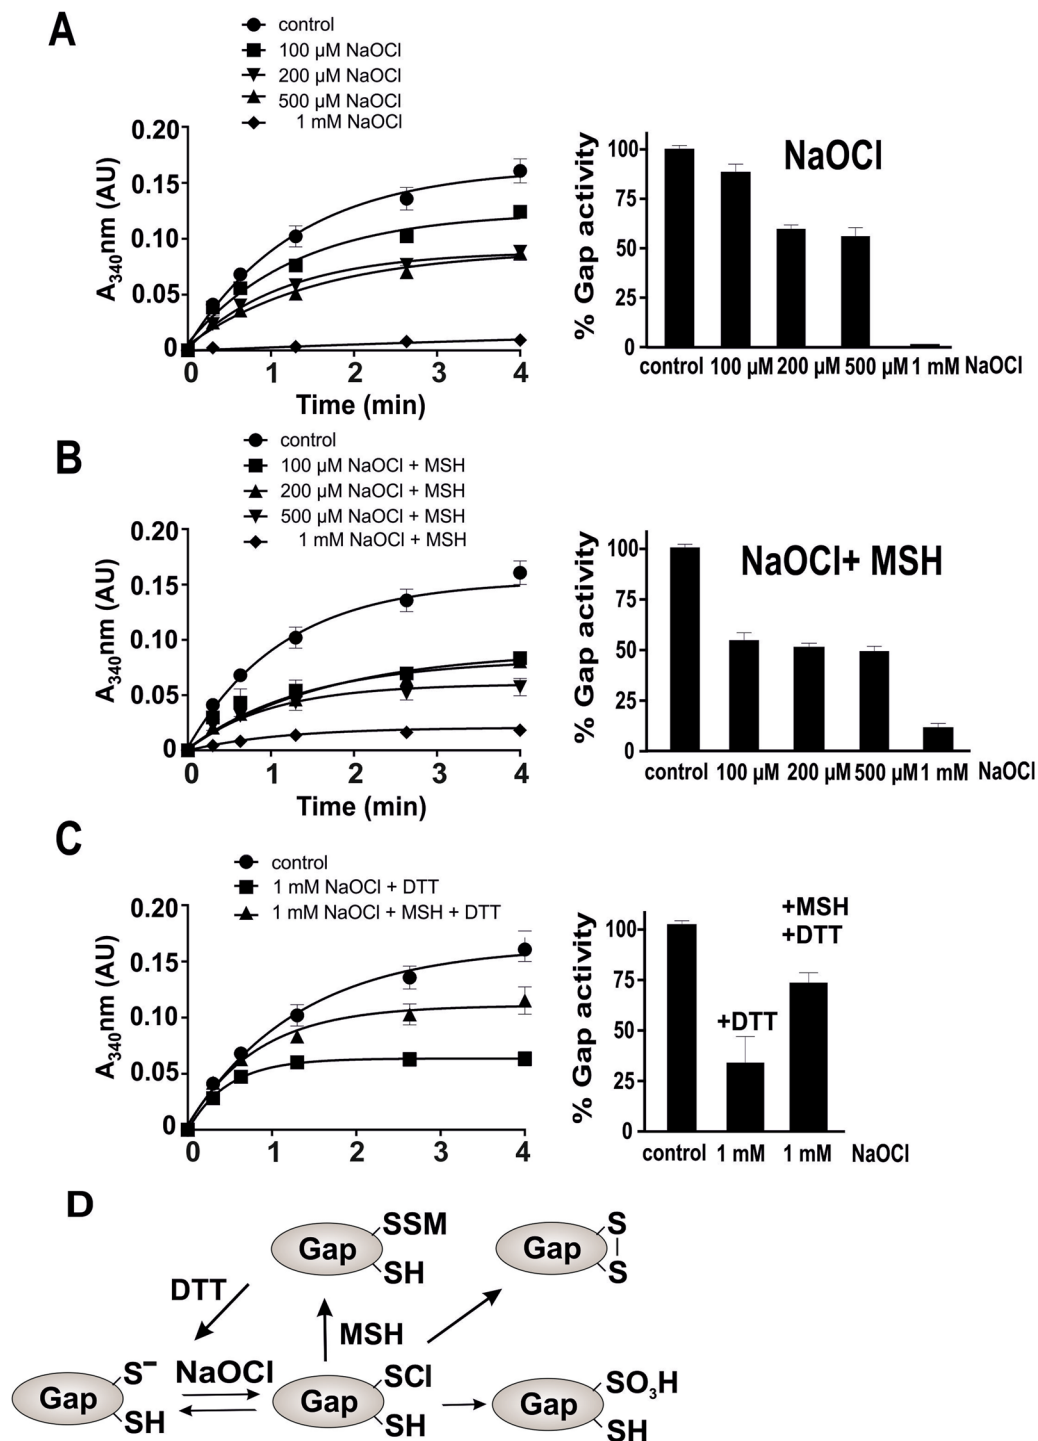 A
control
100 µM NaOCl
200 µM NaOCl
500 µM NaOCl
1 mM NaOCl
A340nm (AU)
0.20
0.15
0.10
0.05
0
0 1 2 3 4
Time (min)
% Gap activity
100
75
50
25
0
NaOCl
control 100 µM 200 µM 500 µM 1 mM NaOCl
B
control
100 µM NaOCl + MSH
200 µM NaOCl + MSH
500 µM NaOCl + MSH
1 mM NaOCl + MSH
A340nm (AU)
0.20
0.15
0.10
0.05
0
0 1 2 3 4
Time (min)
% Gap activity
100
75
50
25
0
NaOCl+ MSH
control 100 µM 200 µM 500 µM 1 mM NaOCl
C
control
1 mM NaOCl + DTT
1 mM NaOCl + MSH + DTT
A340nm (AU)
0.20
0.15
0.10
0.05
0
0 1 2 3 4
% Gap activity
100
75
50
25
0
+MSH
+DTT
+DTT
control 1 mM 1 mM NaOCl
D
Gap SSM SH
Gap S S
DTT
MSH
Gap S– SH
NaOCl
Gap SCl SH
Gap SO3H SH